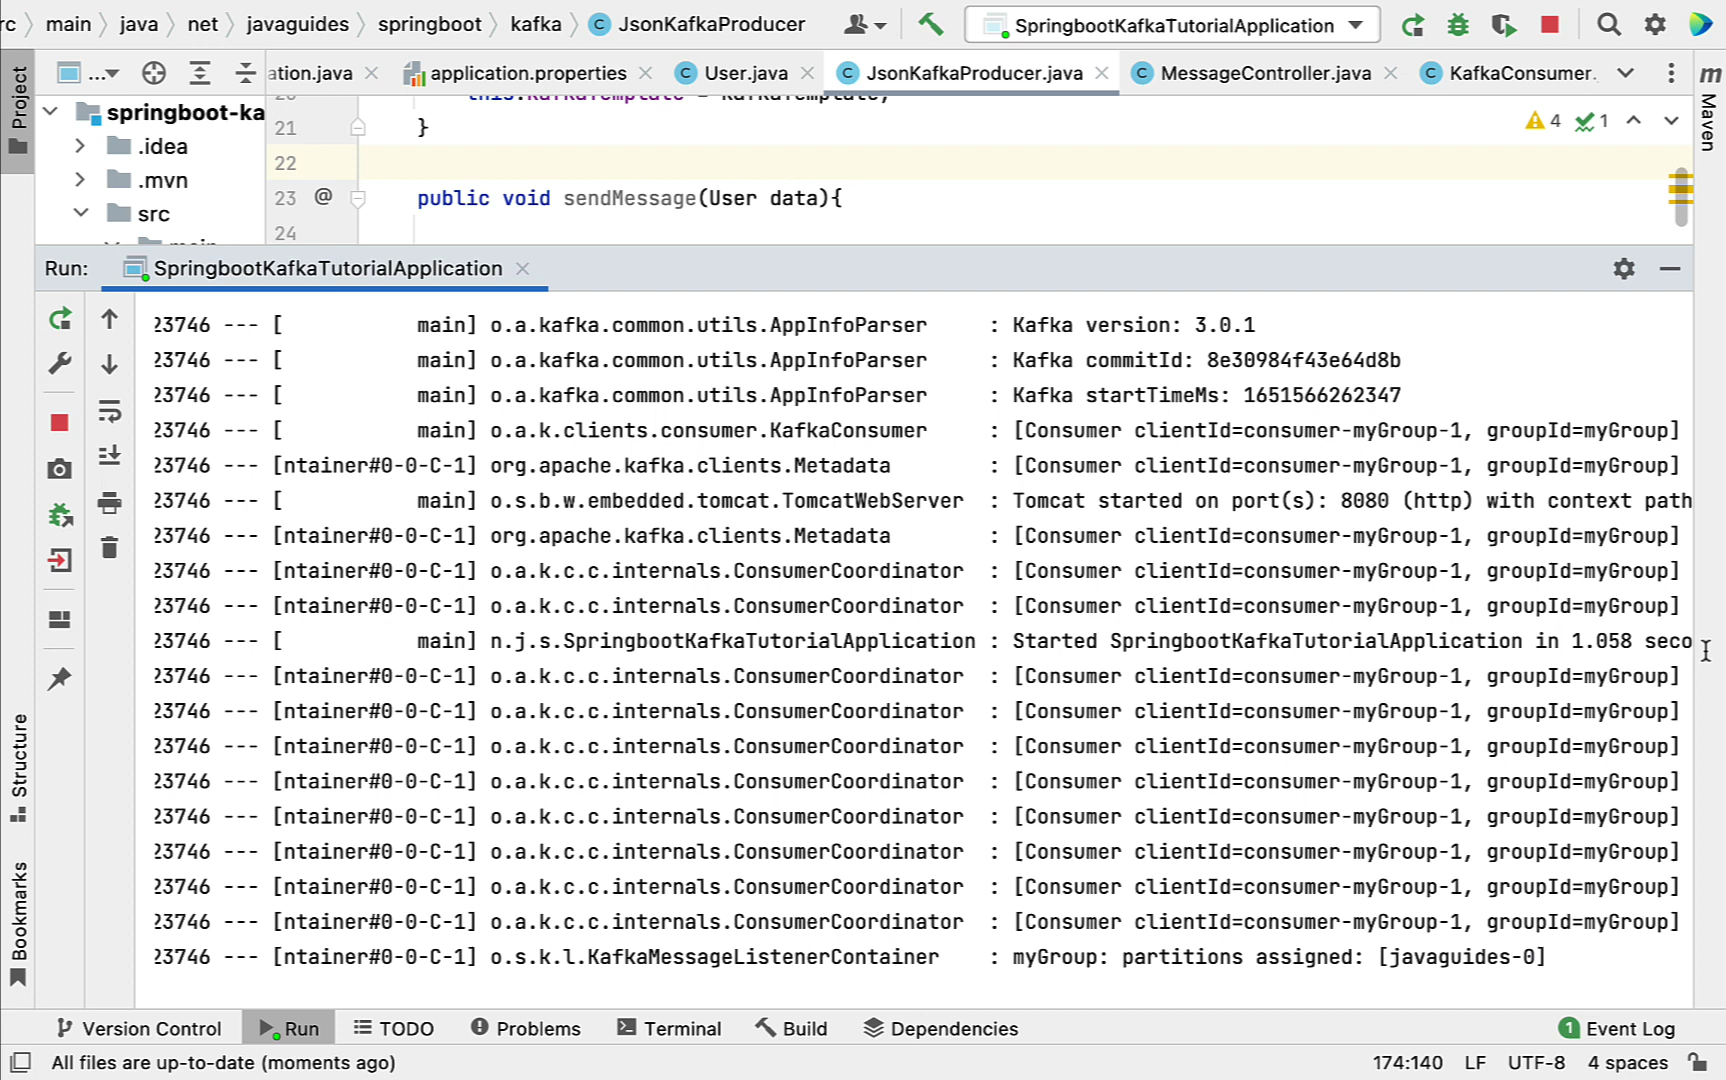 rc 〉 main 〉 java 〉 net 〉 javaguides 〉 springboot 〉 kafka 〉 JsonKafkaProducer
SpringbootKafkaTutorialApplication
... ation.java application.properties User.java JsonKafkaProducer.java MessageController.java KafkaConsumer.
springboot-ka
.idea
.mvn
src
21 }
22
23 @ public void sendMessage(User data){
24
4 1
Project
Maven
Run: SpringbootKafkaTutorialApplication
23746 --- [           main] o.a.kafka.common.utils.AppInfoParser     : Kafka version: 3.0.1
23746 --- [           main] o.a.kafka.common.utils.AppInfoParser     : Kafka commitId: 8e30984f43e64d8b
23746 --- [           main] o.a.kafka.common.utils.AppInfoParser     : Kafka startTimeMs: 1651566262347
23746 --- [           main] o.a.k.clients.consumer.KafkaConsumer     : [Consumer clientId=consumer-myGroup-1, groupId=myGroup]
23746 --- [ntainer#0-0-C-1] org.apache.kafka.clients.Metadata        : [Consumer clientId=consumer-myGroup-1, groupId=myGroup]
23746 --- [           main] o.s.b.w.embedded.tomcat.TomcatWebServer  : Tomcat started on port(s): 8080 (http) with context path
23746 --- [ntainer#0-0-C-1] org.apache.kafka.clients.Metadata        : [Consumer clientId=consumer-myGroup-1, groupId=myGroup]
23746 --- [ntainer#0-0-C-1] o.a.k.c.c.internals.ConsumerCoordinator  : [Consumer clientId=consumer-myGroup-1, groupId=myGroup]
23746 --- [ntainer#0-0-C-1] o.a.k.c.c.internals.ConsumerCoordinator  : [Consumer clientId=consumer-myGroup-1, groupId=myGroup]
23746 --- [           main] n.j.s.SpringbootKafkaTutorialApplication : Started SpringbootKafkaTutorialApplication in 1.058 seco
23746 --- [ntainer#0-0-C-1] o.a.k.c.c.internals.ConsumerCoordinator  : [Consumer clientId=consumer-myGroup-1, groupId=myGroup]
23746 --- [ntainer#0-0-C-1] o.a.k.c.c.internals.ConsumerCoordinator  : [Consumer clientId=consumer-myGroup-1, groupId=myGroup]
23746 --- [ntainer#0-0-C-1] o.a.k.c.c.internals.ConsumerCoordinator  : [Consumer clientId=consumer-myGroup-1, groupId=myGroup]
23746 --- [ntainer#0-0-C-1] o.a.k.c.c.internals.ConsumerCoordinator  : [Consumer clientId=consumer-myGroup-1, groupId=myGroup]
23746 --- [ntainer#0-0-C-1] o.a.k.c.c.internals.ConsumerCoordinator  : [Consumer clientId=consumer-myGroup-1, groupId=myGroup]
23746 --- [ntainer#0-0-C-1] o.a.k.c.c.internals.ConsumerCoordinator  : [Consumer clientId=consumer-myGroup-1, groupId=myGroup]
23746 --- [ntainer#0-0-C-1] o.a.k.c.c.internals.ConsumerCoordinator  : [Consumer clientId=consumer-myGroup-1, groupId=myGroup]
23746 --- [ntainer#0-0-C-1] o.a.k.c.c.internals.ConsumerCoordinator  : [Consumer clientId=consumer-myGroup-1, groupId=myGroup]
23746 --- [ntainer#0-0-C-1] o.s.k.l.KafkaMessageListenerContainer    : myGroup: partitions assigned: [javaguides-0]
Structure
Bookmarks
Version Control Run TODO Problems Terminal Build Dependencies 1 Event Log
All files are up-to-date (moments ago) 174:140 LF UTF-8 4 spaces